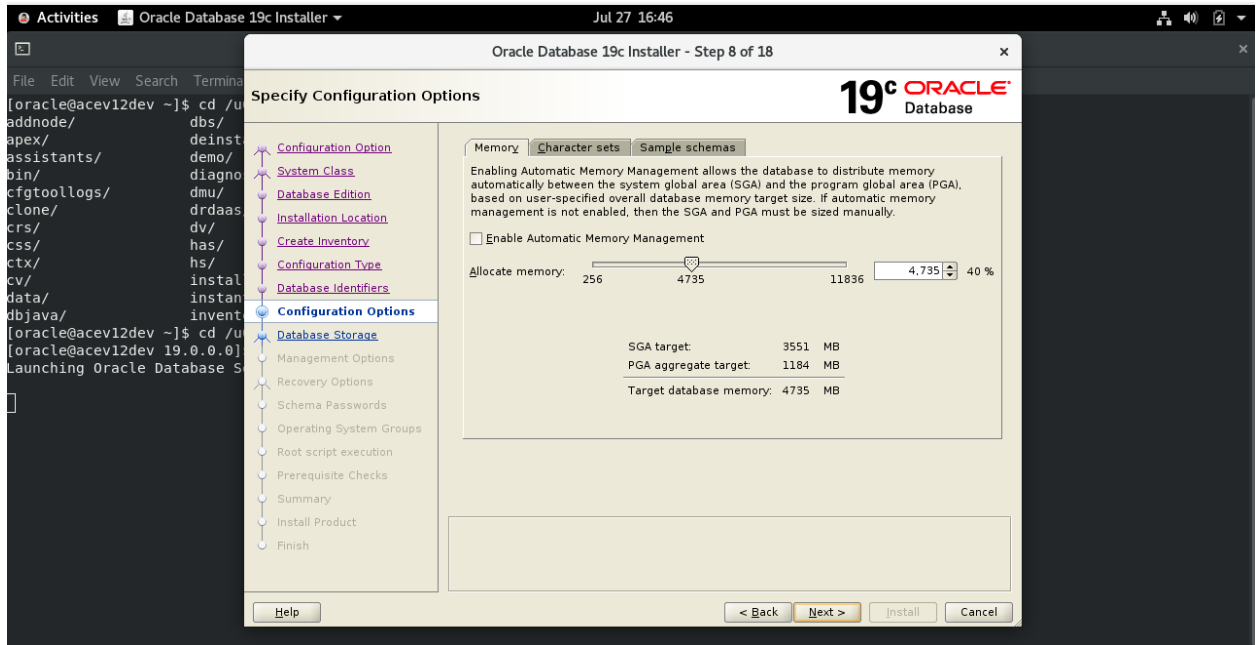 Activities
Oracle Database 19c Installer
Jul 27 16:46
Oracle Database 19c Installer - Step 8 of 18
File Edit View Search
[oracle@acev12dev ~]$ cd
addnode/ dbs/
apex/
assistants/ demo/
bin/
cfgtoollogs/ dmu/
clone/
crs/ dv/
css/ has/
ctx/ hs/
cv/
data/
dbjava/
[oracle@acev12dev ~]$ cd
[oracle@acev12dev 19.0.0.0]
Launching Oracle Database
Specify Configuration Options
19c ORACLE
Database
Configuration Option
System Class
Database Edition
Installation Location
Create Inventory
Configuration Type
Database Identifiers
Configuration Options
Database Storage
Management Options
Recovery Options
Schema Passwords
Operating System Groups
Root script execution
Prerequisite Checks
Summary
Install Product
Finish
Memory Character sets Sample schemas
Enabling Automatic Memory Management allows the database to distribute memory
automatically between the system global area (SGA) and the program global area (PGA),
based on user-specified overall database memory target size. If automatic memory
management is not enabled, then the SGA and PGA must be sized manually.
Enable Automatic Memory Management
Allocate memory: 256 4735 11836 4,735 40 %
SGA target: 3551 MB
PGA aggregate target: 1184 MB
Target database memory: 4735 MB
Help < Back Next > Install Cancel